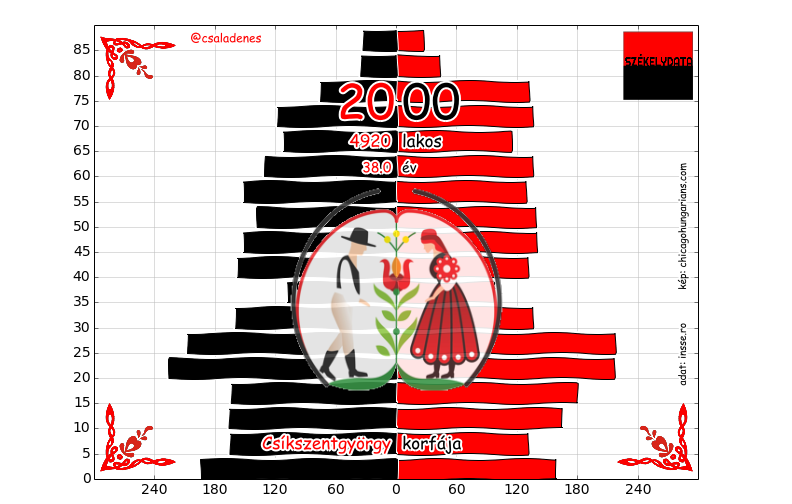 @csaladenes
SZÉKELYDATA
2000
4920 lakos
38.0 év
kép: chicagohungarians.com
adat: insse.ro
Csíkszentgyörgy korfája
85
80
75
70
65
60
55
50
45
40
35
30
25
20
15
10
5
0
240 180 120 60 0 60 120 180 240